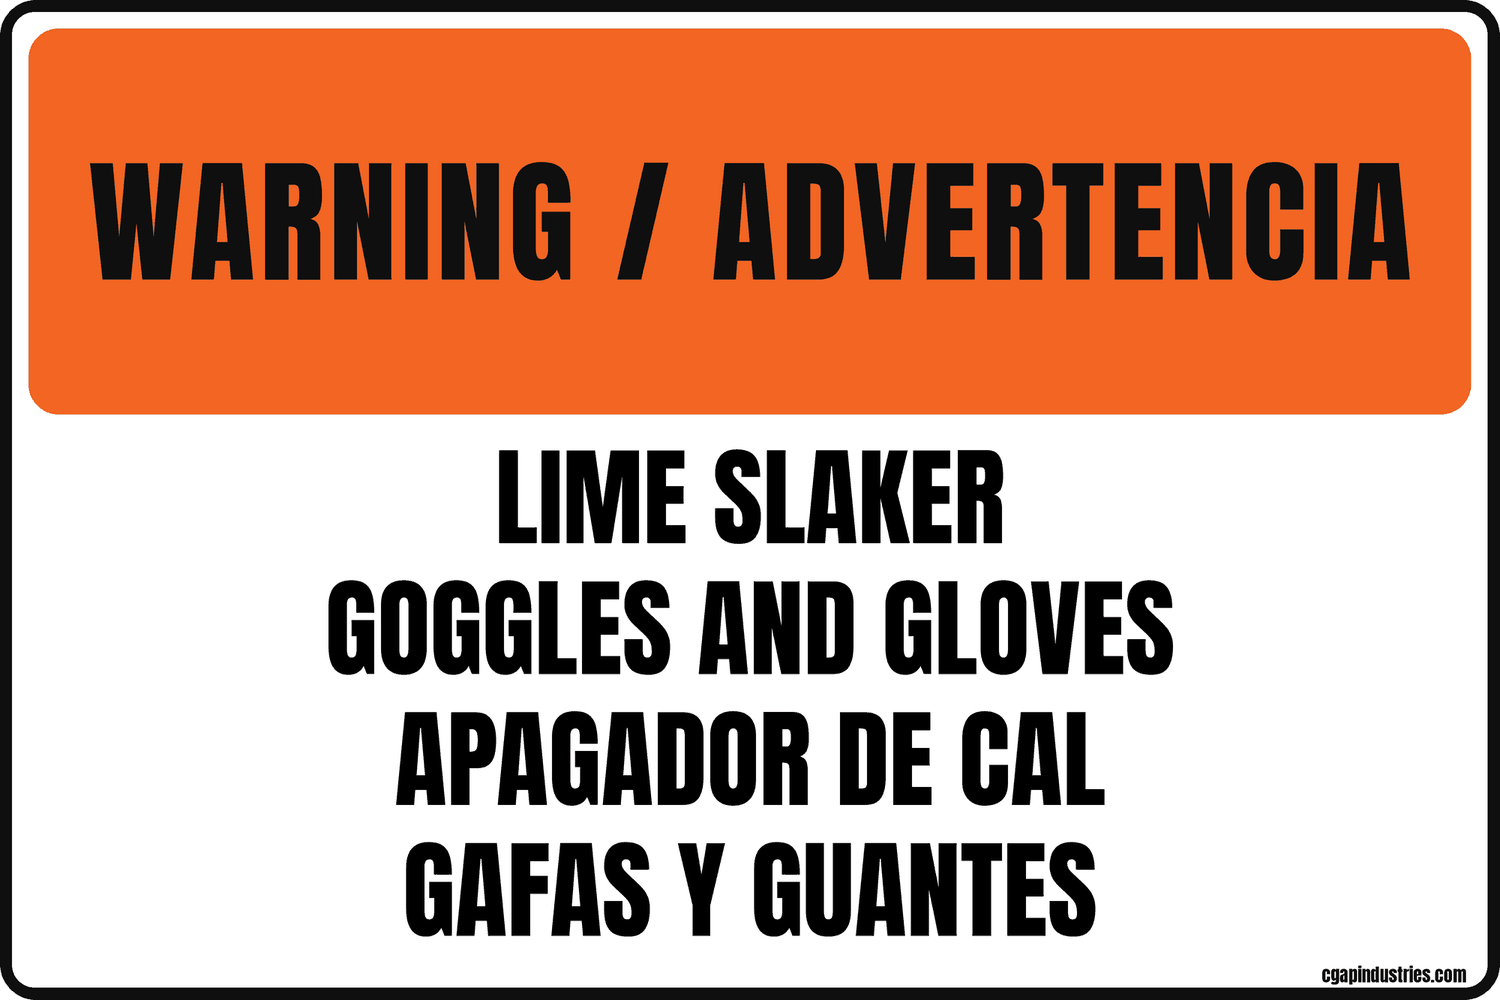 WARNING / ADVERTENCIA
LIME SLAKER
GOGGLES AND GLOVES
APAGADOR DE CAL
GAFAS Y GUANTES
cgapindustries.com